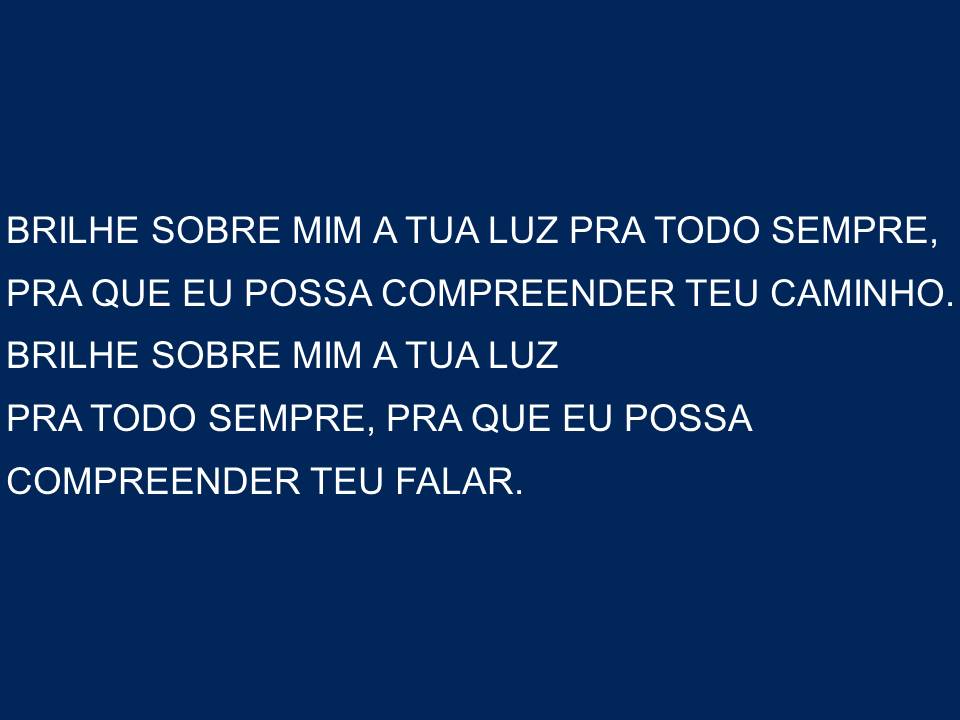 BRILHE SOBRE MIM A TUA LUZ PRA TODO SEMPRE,
PRA QUE EU POSSA COMPREENDER TEU CAMINHO.
BRILHE SOBRE MIM A TUA LUZ
PRA TODO SEMPRE, PRA QUE EU POSSA
COMPREENDER TEU FALAR.